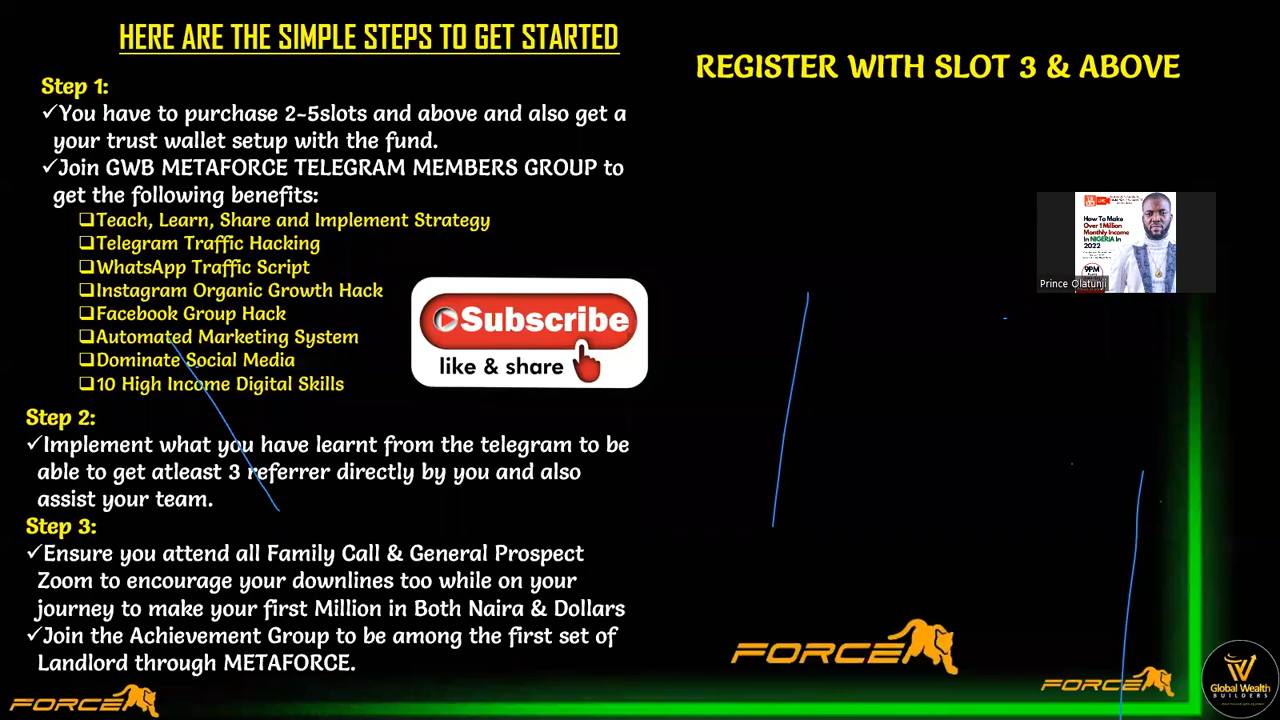 HERE ARE THE SIMPLE STEPS TO GET STARTED
Step 1:
✓You have to purchase 2-5slots and above and also get a
your trust wallet setup with the fund.
✓Join GWB METAFORCE TELEGRAM MEMBERS GROUP to
get the following benefits:
❑Teach, Learn, Share and Implement Strategy
❑Telegram Traffic Hacking
❑WhatsApp Traffic Script
❑Instagram Organic Growth Hack
❑Facebook Group Hack
❑Automated Marketing System
❑Dominate Social Media
❑10 High Income Digital Skills
Subscribe
like & share
Step 2:
✓Implement what you have learnt from the telegram to be
able to get atleast 3 referrer directly by you and also
assist your team.
Step 3:
✓Ensure you attend all Family Call & General Prospect
Zoom to encourage your downlines too while on your
journey to make your first Million in Both Naira & Dollars
✓Join the Achievement Group to be among the first set of
Landlord through METAFORCE.
FORCE
REGISTER WITH SLOT 3 & ABOVE
How To Make
Over 1 Million
Monthly Income
In NIGERIA In
2022
9PM
Prince Olatunji
FORCE
FORCE
Global Wealth
BUILDERS